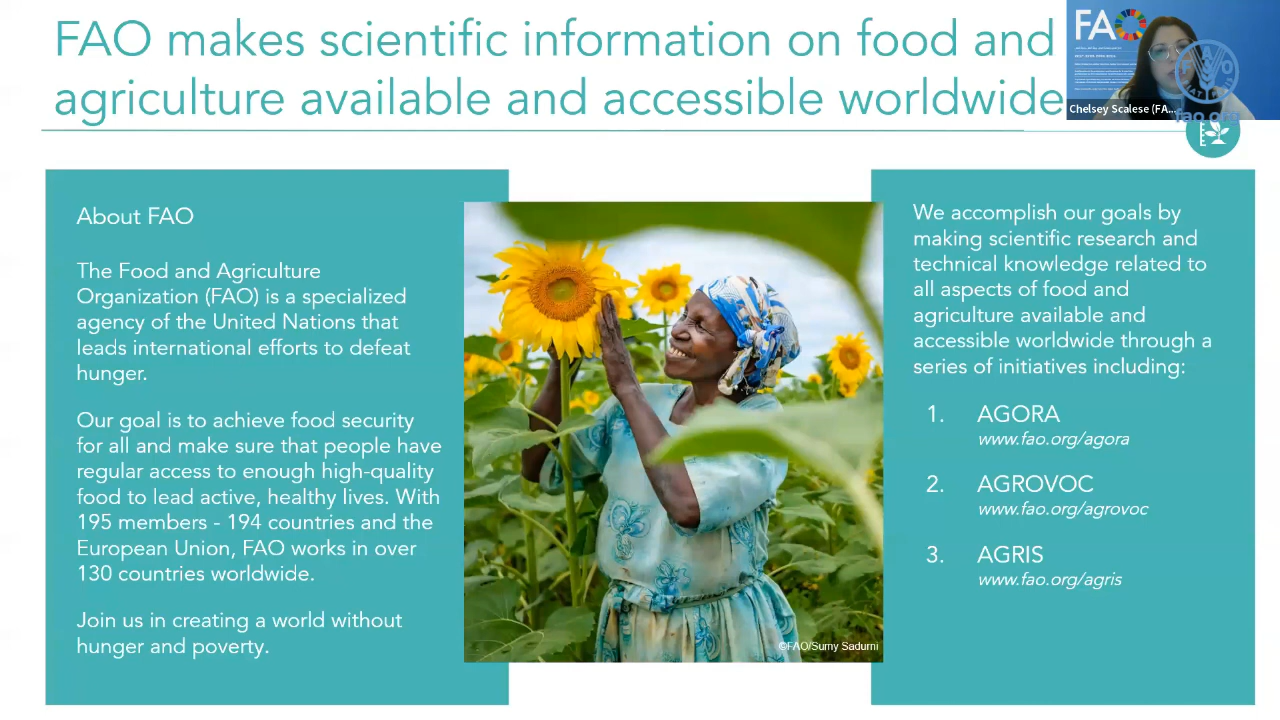 FAO makes scientific information on food and
agriculture available and accessible worldwide
FAO
Chelsey Scalese (FA...
fao.org
About FAO
The Food and Agriculture
Organization (FAO) is a specialized
agency of the United Nations that
leads international efforts to defeat
hunger.
Our goal is to achieve food security
for all and make sure that people have
regular access to enough high-quality
food to lead active, healthy lives. With
195 members - 194 countries and the
European Union, FAO works in over
130 countries worldwide.
Join us in creating a world without
hunger and poverty.
©FAO/Sumy Sadurni
We accomplish our goals by
making scientific research and
technical knowledge related to
all aspects of food and
agriculture available and
accessible worldwide through a
series of initiatives including:
1. AGORA
www.fao.org/agora
2. AGROVOC
www.fao.org/agrovoc
3. AGRIS
www.fao.org/agris